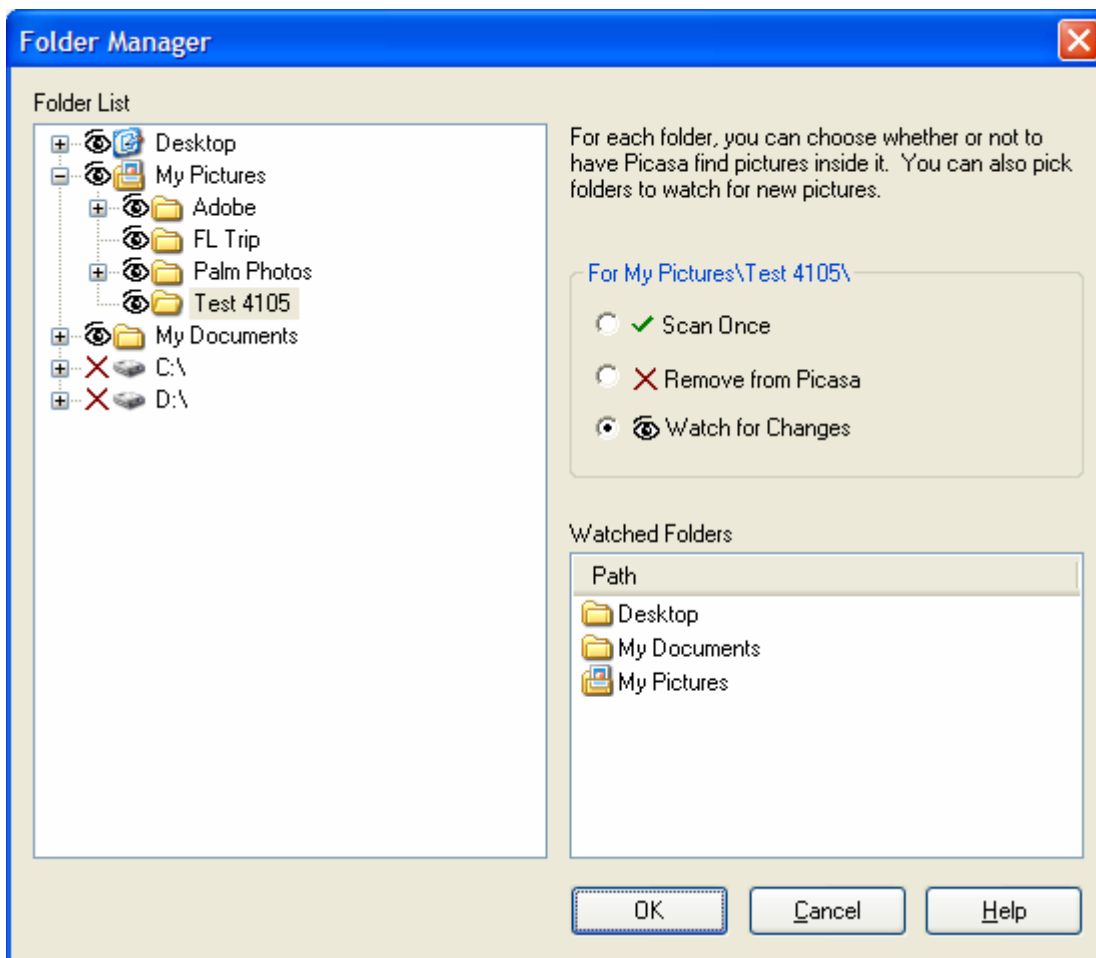 Folder Manager
Folder List
Desktop
My Pictures
Adobe
FL Trip
Palm Photos
Test 4105
My Documents
C:\
D:\
For each folder, you can choose whether or not to
have Picasa find pictures inside it. You can also pick
folders to watch for new pictures.
For My Pictures\Test 4105\
Scan Once
Remove from Picasa
Watch for Changes
Watched Folders
Path
Desktop
My Documents
My Pictures
OK
Cancel
Help